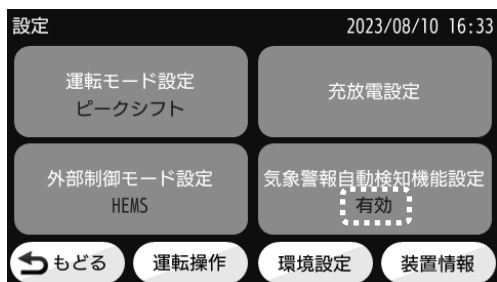 設定 2023/08/10 16:33
運転モード設定
ピークシフト
充放電設定
外部制御モード設定
HEMS
気象警報自動検知機能設定
有効
もどる 運転操作 環境設定 装置情報